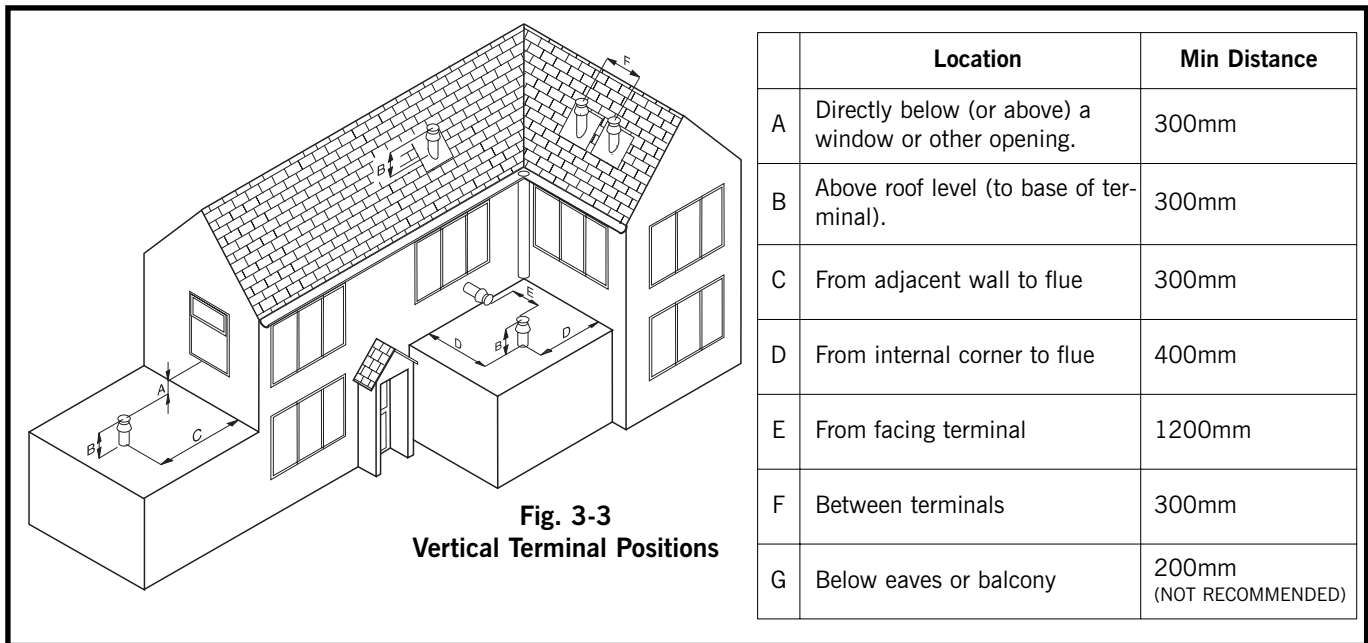 F
B
E
D
B
D
A
B
C
Fig. 3-3
Vertical Terminal Positions
Location Min Distance
A Directly below (or above) a
window or other opening. 300mm
B Above roof level (to base of ter-
minal). 300mm
C From adjacent wall to flue 300mm
D From internal corner to flue 400mm
E From facing terminal 1200mm
F Between terminals 300mm
G Below eaves or balcony 200mm
(NOT RECOMMENDED)